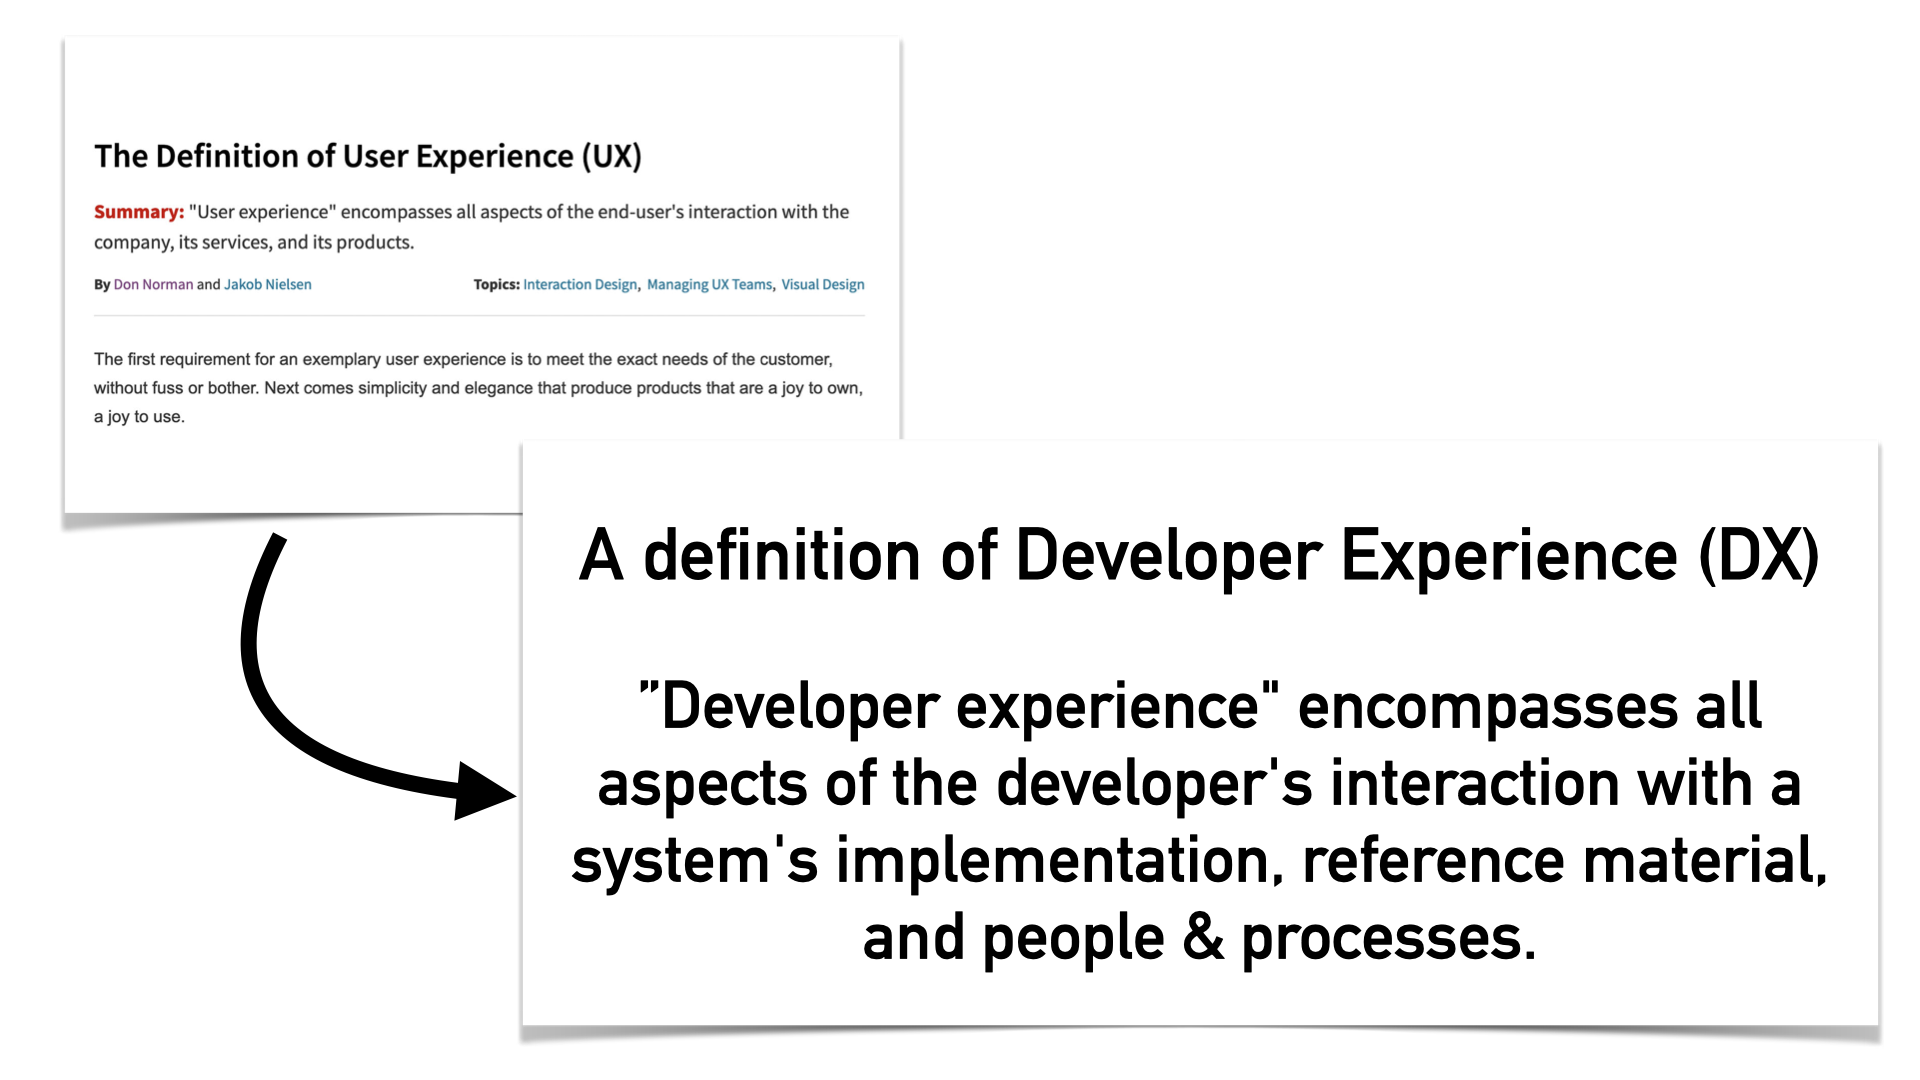 The Definition of User Experience (UX)
Summary: "User experience" encompasses all aspects of the end-user's interaction with the
company, its services, and its products.
By Don Norman and Jakob Nielsen
Topics: Interaction Design, Managing UX Teams, Visual Design
The first requirement for an exemplary user experience is to meet the exact needs of the customer,
without fuss or bother. Next comes simplicity and elegance that produce products that are a joy to own,
a joy to use.
A definition of Developer Experience (DX)
”Developer experience" encompasses all
aspects of the developer's interaction with a
system's implementation, reference material,
and people & processes.